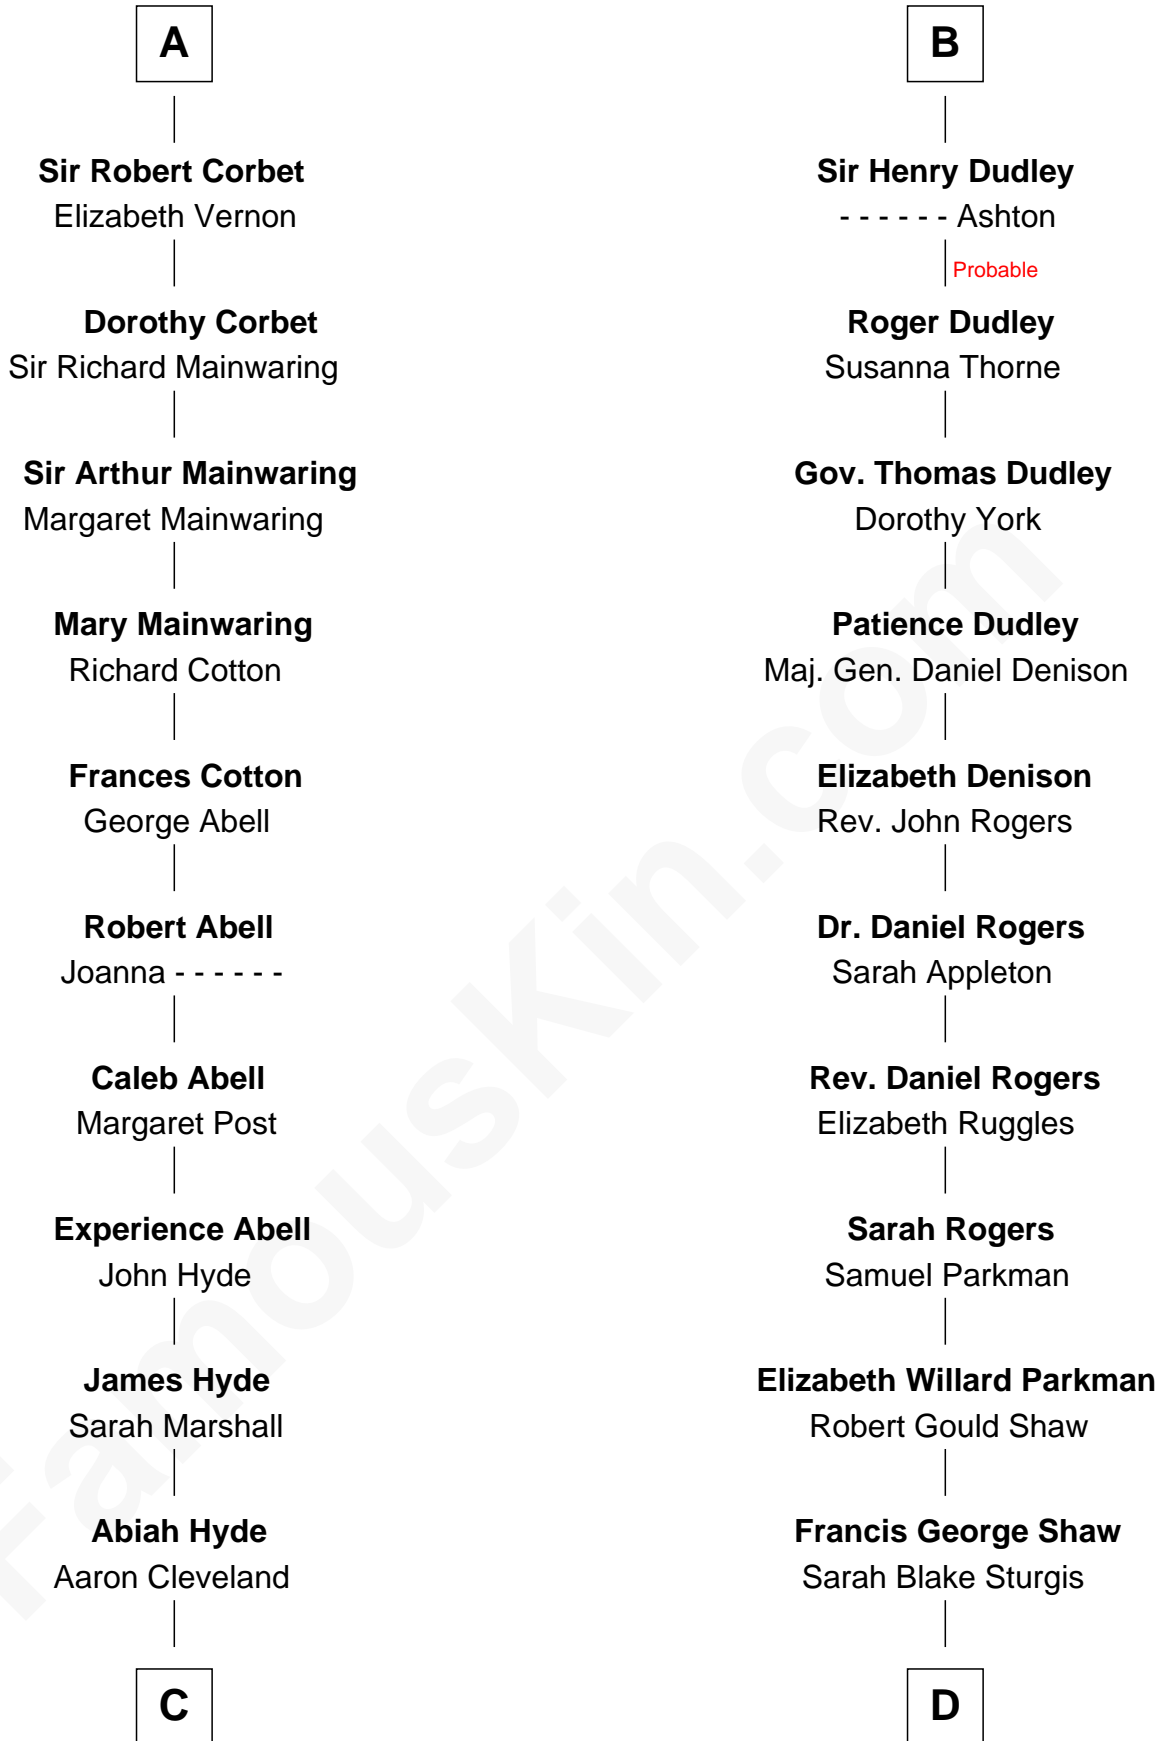 A
Sir Robert Corbet
Elizabeth Vernon
Dorothy Corbet
Sir Richard Mainwaring
Sir Arthur Mainwaring
Margaret Mainwaring
Mary Mainwaring
Richard Cotton
Frances Cotton
George Abell
Robert Abell
Joanna - - - - - -
Caleb Abell
Margaret Post
Experience Abell
John Hyde
James Hyde
Sarah Marshall
Abiah Hyde
Aaron Cleveland
C
B
Sir Henry Dudley
- - - - - - Ashton
Probable
Roger Dudley
Susanna Thorne
Gov. Thomas Dudley
Dorothy York
Patience Dudley
Maj. Gen. Daniel Denison
Elizabeth Denison
Rev. John Rogers
Dr. Daniel Rogers
Sarah Appleton
Rev. Daniel Rogers
Elizabeth Ruggles
Sarah Rogers
Samuel Parkman
Elizabeth Willard Parkman
Robert Gould Shaw
Francis George Shaw
Sarah Blake Sturgis
D
FamousKin.com